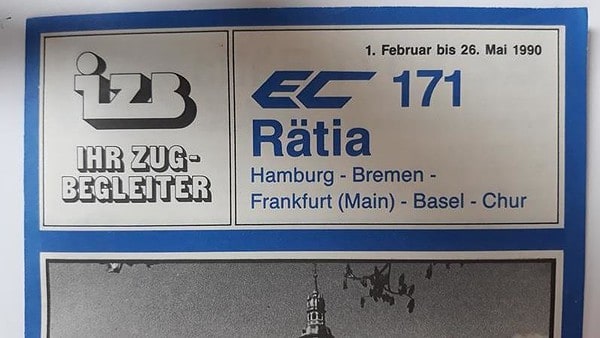 izB
IHR ZUG-
BEGLEITER
1. Februar bis 26. Mai 1990
EC 171
Rätia
Hamburg - Bremen -
Frankfurt (Main) - Basel - Chur